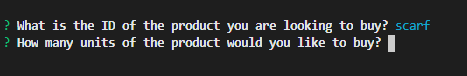 ? What is the ID of the product you are looking to buy? scarf
? How many units of the product would you like to buy?